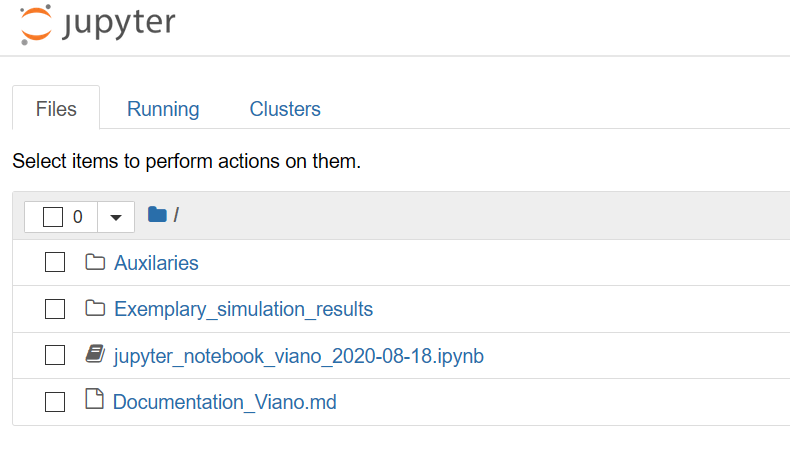 jupyter
Files Running Clusters
Select items to perform actions on them.
0 /
Auxilaries
Exemplary_simulation_results
jupyter_notebook_viano_2020-08-18.ipynb
Documentation_Viano.md